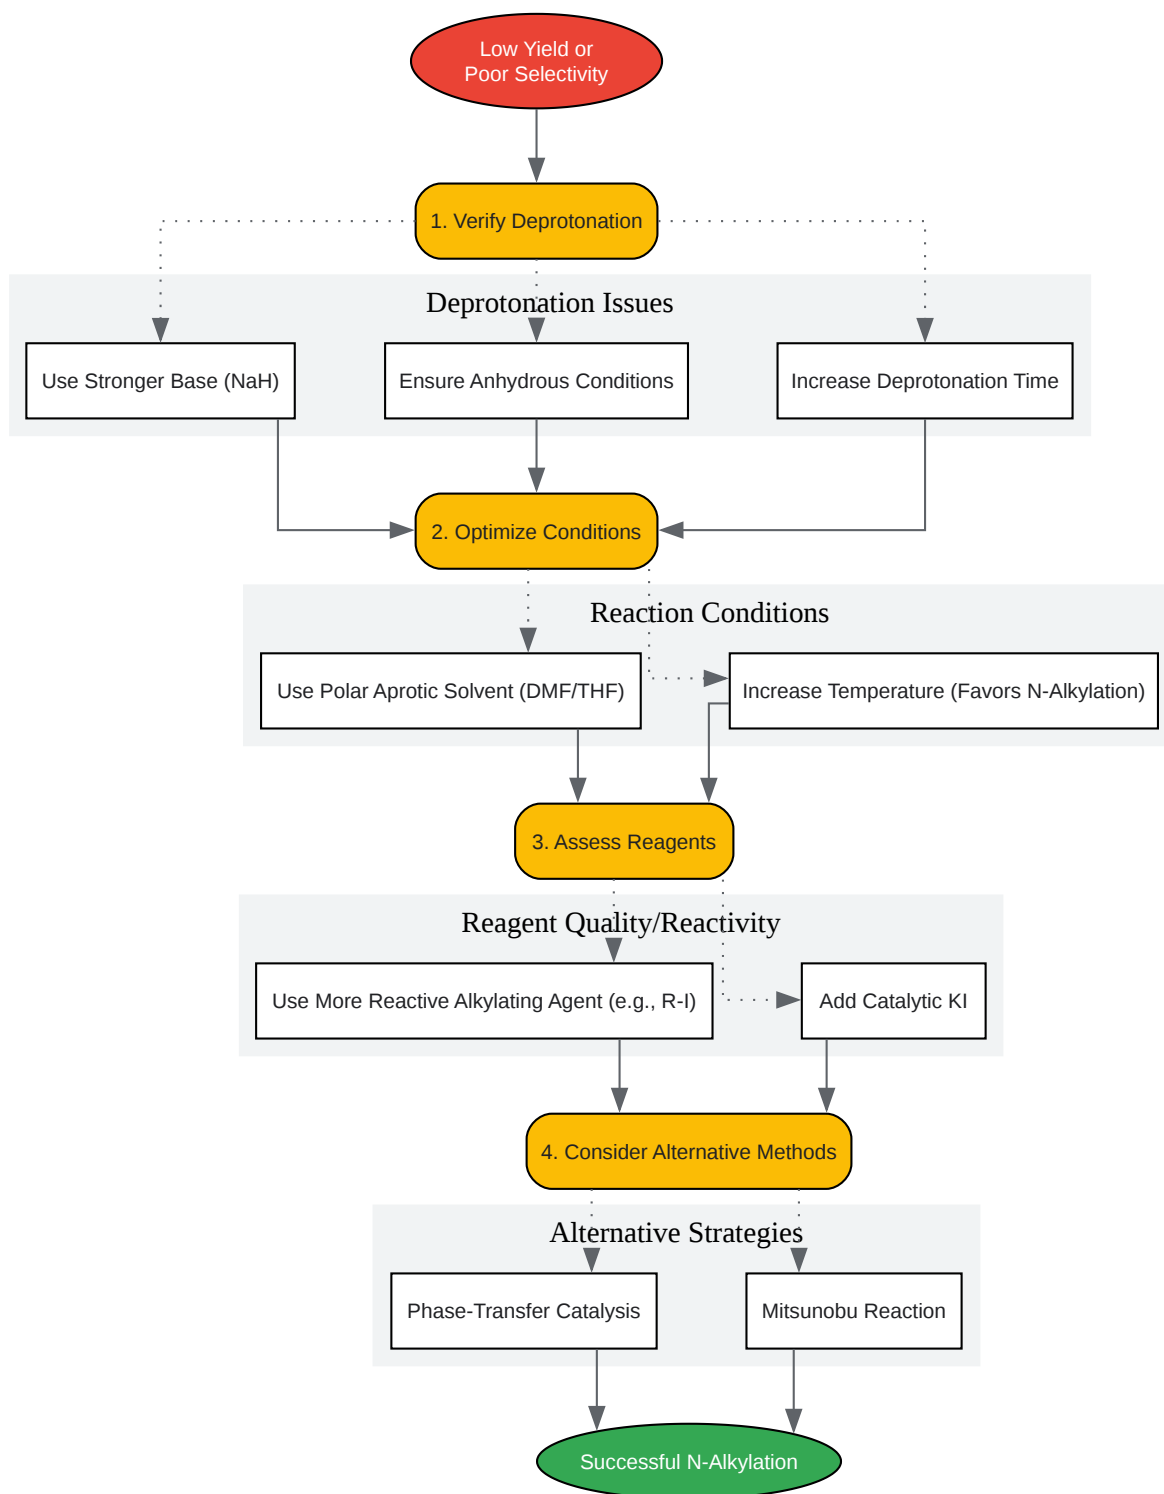 Low Yield or
Poor Selectivity
1. Verify Deprotonation
Deprotonation Issues
Use Stronger Base (NaH)
Ensure Anhydrous Conditions
Increase Deprotonation Time
2. Optimize Conditions
Reaction Conditions
Use Polar Aprotic Solvent (DMF/THF)
Increase Temperature (Favors N-Alkylation)
3. Assess Reagents
Reagent Quality/Reactivity
Use More Reactive Alkylating Agent (e.g., R-I)
Add Catalytic KI
4. Consider Alternative Methods
Alternative Strategies
Phase-Transfer Catalysis
Mitsunobu Reaction
Successful N-Alkylation